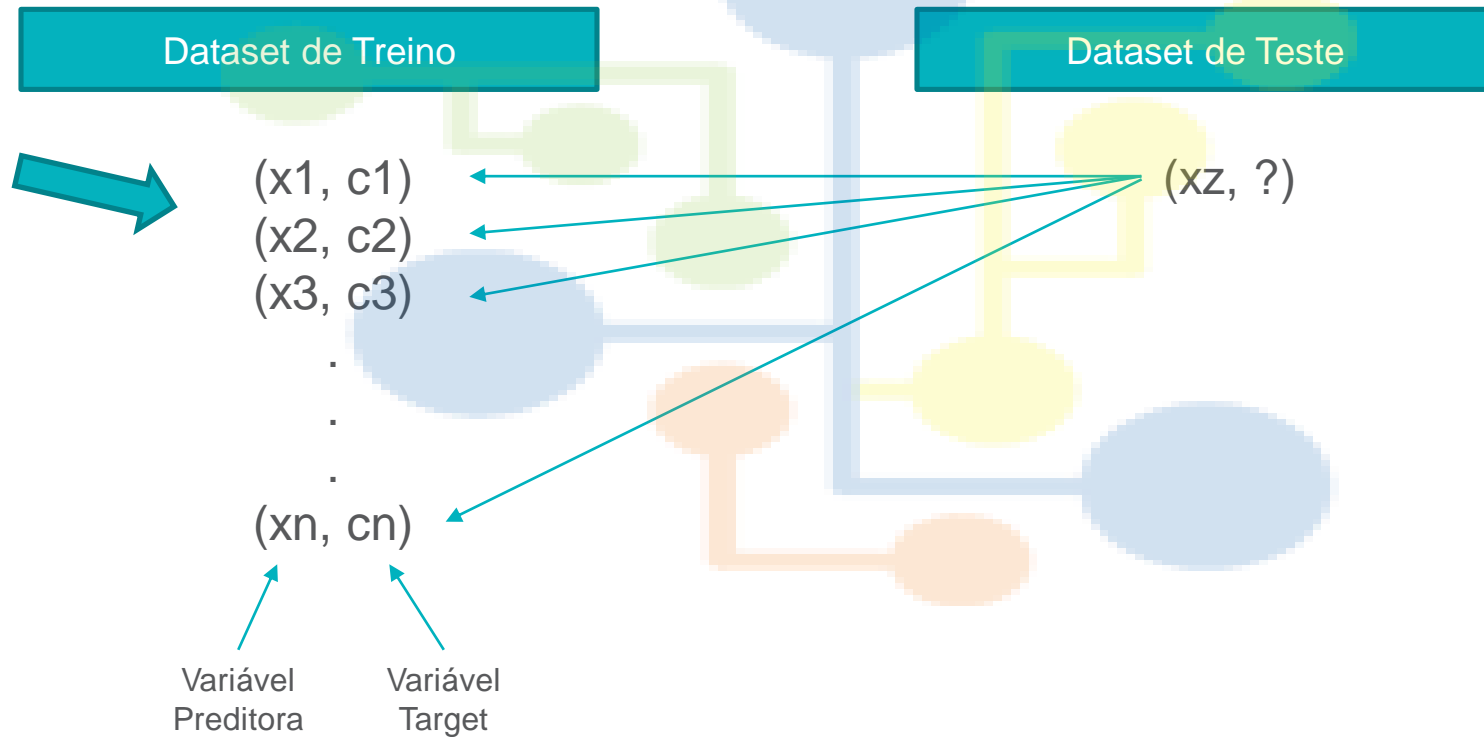 Dataset de Treino
Dataset de Teste
(x1, c1)
(xz, ?)
(x2, c2)
(x3, c3)
.
.
.
(xn, cn)
Variável
Preditora
Variável
Target